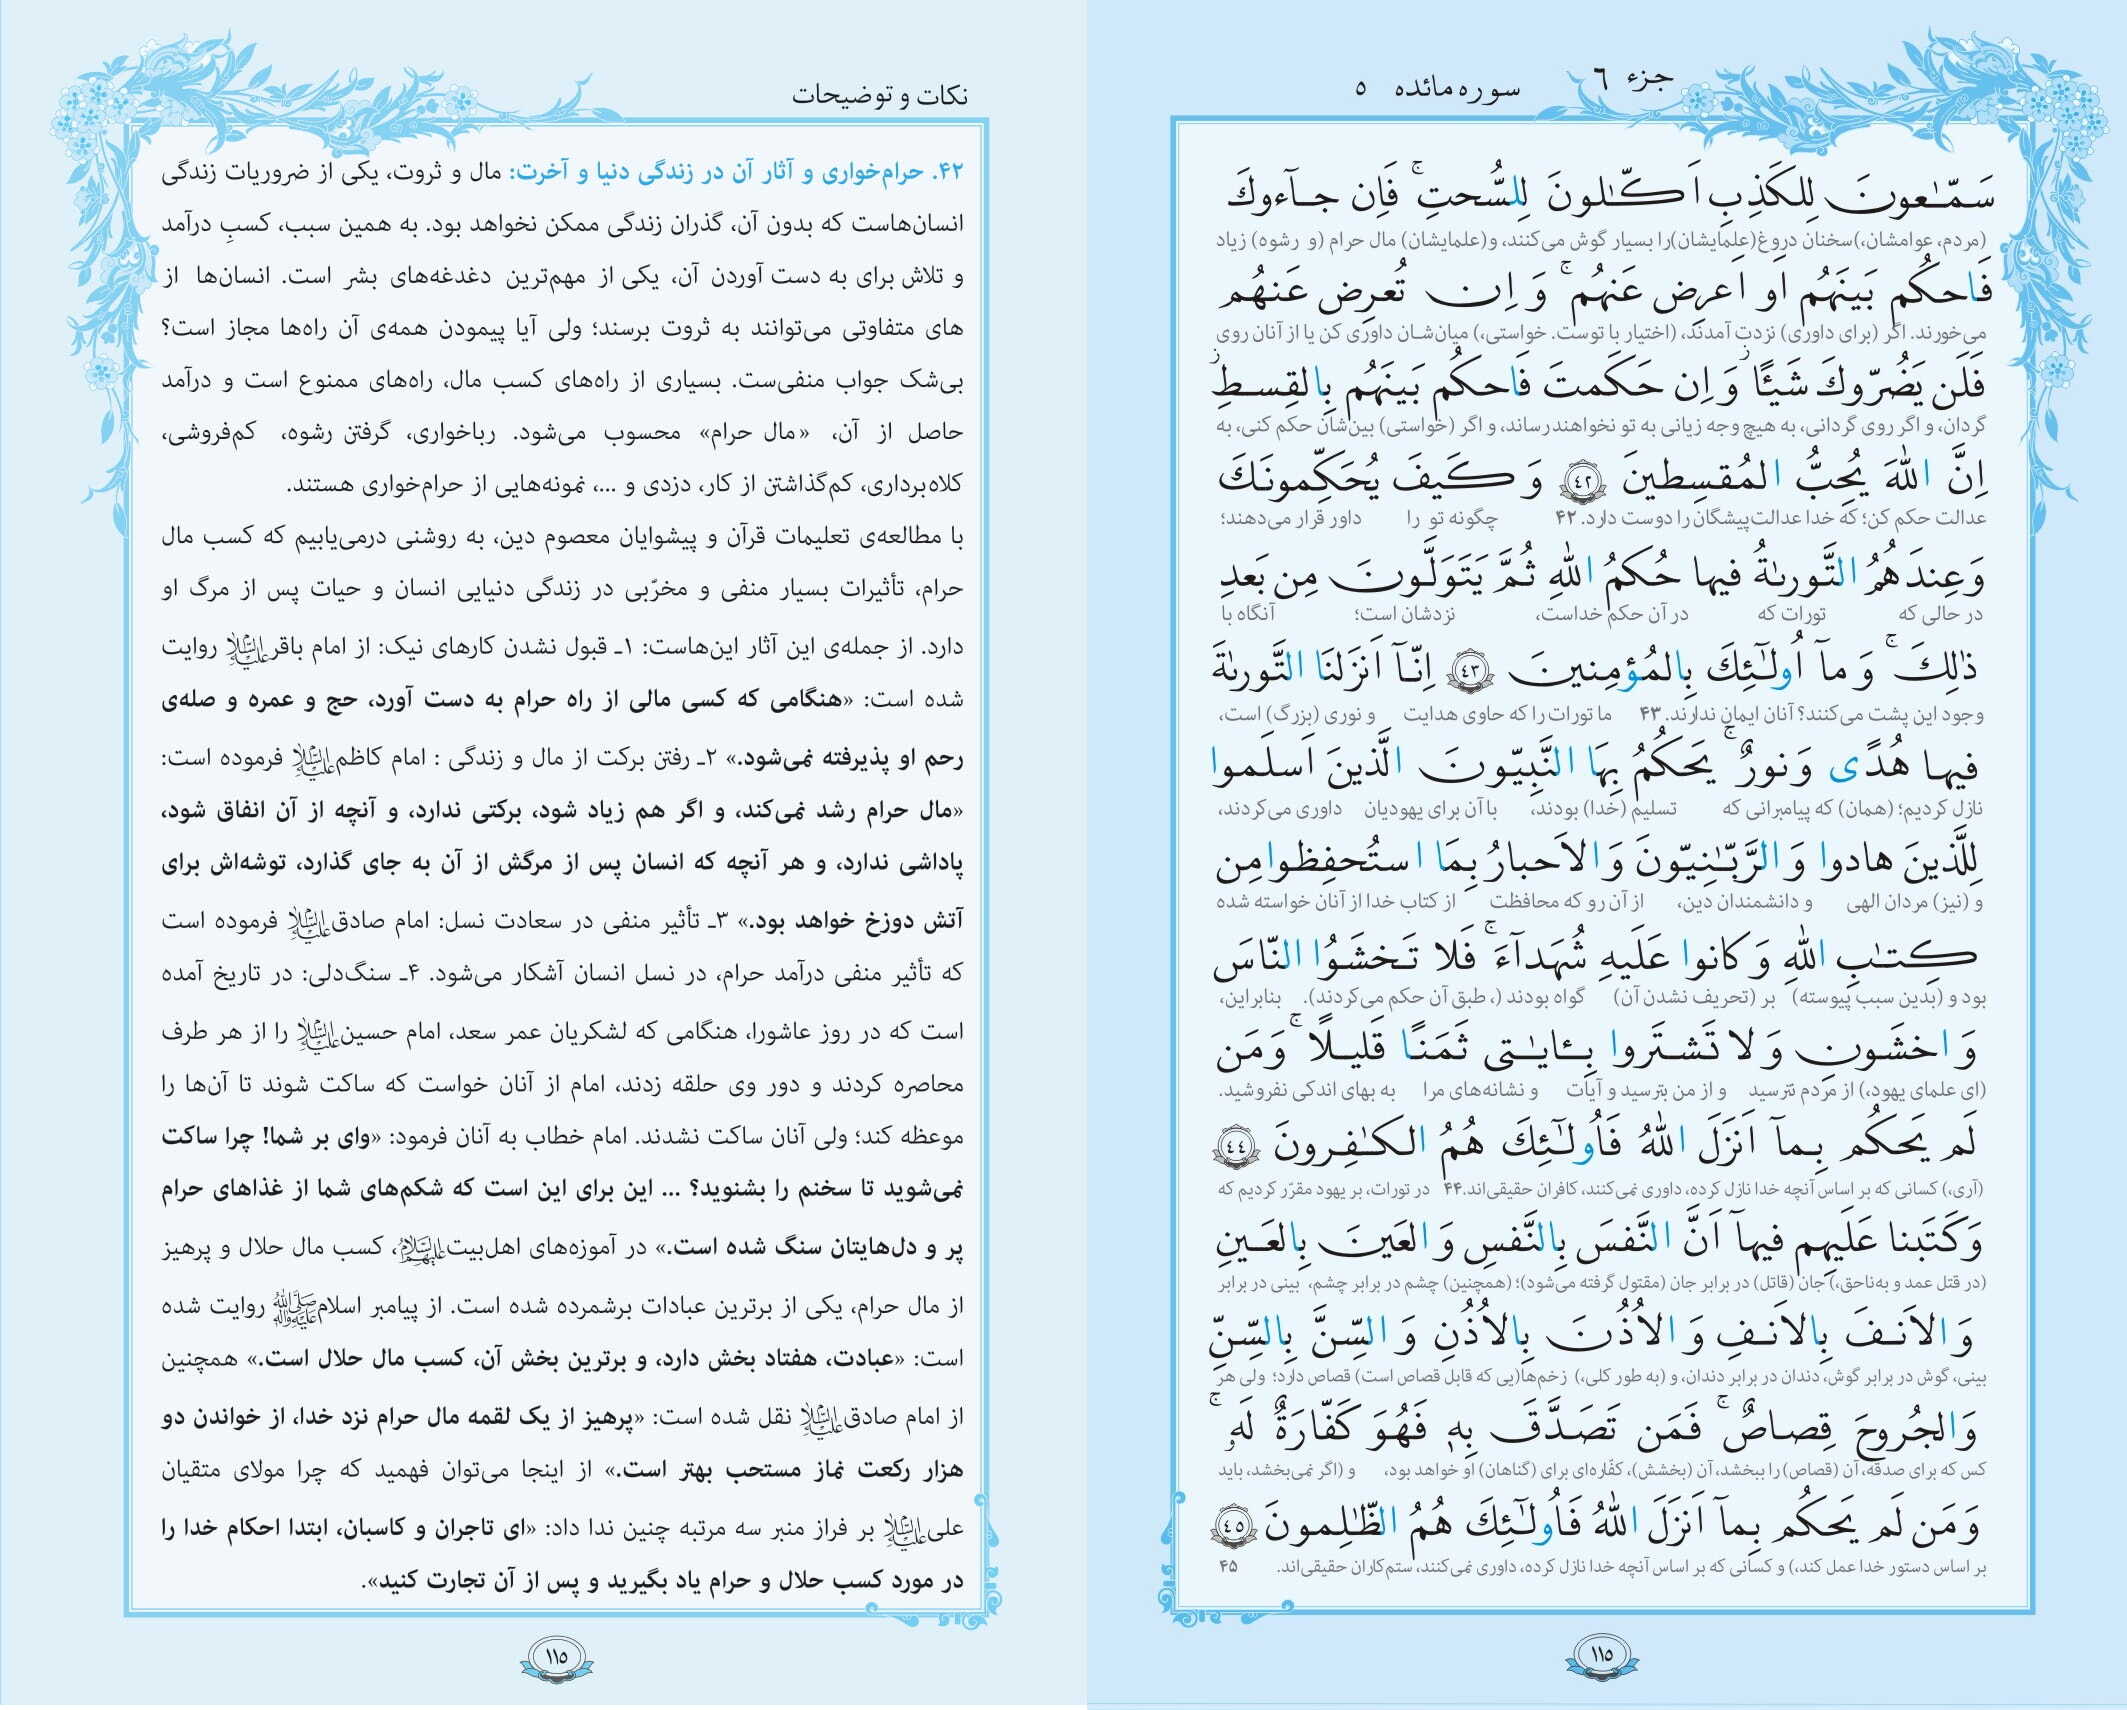 جزء ٦
سوره مائده ٥
سَمّـٰعونَ لِلكَذِبِ اَكّـٰلونَ لِلسُّحتِ ۚ فَاِن جـآءوكَ
(مردم، عوامشان،)سخنان دروغ(علمایشان)را بسیار گوش می‌کنند، و(علمایشان) مال حرام (و رشوه) زیاد
فَاحكُم بَينَهُم اَو اَعرِض عَنهُم ۚ وَ اِن تُعرِض عَنهُم
می‌خورند. اگر (برای داوری) نزدت آمدند، (اختیار با توست. خواستی،) میان‌شان داوری کن یا از آنان روی
فَلَن يَضُرّوكَ شَيئًا ۖ وَ اِن حَكَمتَ فَاحكُم بَينَهُم بِالقِسطِ ۚ
گردان، و اگر روی گردانی، به هیچ وجه زیانی به تو نخواهند رساند، و اگر (خواستی) بین‌شان حکم کنی، به
اِنَّ اللّٰهَ يُحِبُّ المُقسِطينَ ﴿٤٢﴾ وَ كَيفَ يُحَكِّمونَكَ
عدالت حکم کن؛ که خدا عدالت‌پیشگان را دوست دارد. ۴۲ چگونه تو را داور قرار می‌دهند؛
وَعِندَهُمُ التَّورىٰةُ فيها حُكمُ اللّٰهِ ثُمَّ يَتَوَلَّونَ مِن بَعدِ
در حالی که تورات که در آن حکم خداست، نزدشان است؛ آنگاه با
ذٰلِكَ ۚ وَ مآ اُولـٰٓئِكَ بِالمُؤمِنينَ ﴿٤٣﴾ اِنّـآ اَنزَلنَا التَّورىٰةَ
وجود این پشت می‌کنند؟ آنان ایمان ندارند. ۴۳ ما تورات را که حاوی هدایت و نوری (بزرگ) است،
فيها هُدًى وَ نورٌ ۚ يَحكُمُ بِهَا النَّبِيّونَ الَّذينَ اَسلَموا
نازل کردیم؛ (همان) که پیامبرانی که تسلیم (خدا) بودند، با آن برای یهودیان داوری می‌کردند،
لِلَّذينَ هادوا وَ الرَّبّـٰنِيّونَ وَ الاَحبارُ بِمَا استُحفِظوا مِن
و (نیز) مردان الهی و دانشمندان دین، از آن رو که محافظت از کتاب خدا از آنان خواسته شده
كِتـٰبِ اللّٰهِ وَ كانوا عَلَيهِ شُهَدآءَ ۚ فَلا تَخشَوُا النّاسَ
بود و (بدین سبب پیوسته) بر (تحریف نشدن آن) گواه بودند (، طبق آن حکم می‌کردند). بنابراین،
وَ اخشَونِ وَ لا تَشتَروا بِـٔايـٰتى ثَمَنًا قَليلًا ۚ وَ مَن
(ای علمای یهود،) از مردم نترسید و از من بترسید و آیات و نشانه‌های مرا به بهای اندکی نفروشید.
لَم يَحكُم بِـمآ اَنزَلَ اللّٰهُ فَاُولـٰٓئِكَ هُمُ الكـٰفِرونَ ﴿٤٤﴾
(آری،) کسانی که بر اساس آنچه خدا نازل کرده، داوری نمی‌کنند، کافران حقیقی‌اند.۴۴ در تورات، بر یهود مقرّر کردیم که
وَ كَتَبنا عَلَيهِم فيهآ اَنَّ النَّفسَ بِالنَّفسِ وَ العَينَ بِالعَينِ
(در قتل عمد و به‌ناحق،) جان (قاتل) در برابر جان (مقتول گرفته می‌شود)؛ (همچنین) چشم در برابر چشم، بینی در برابر
وَ الاَنفَ بِالاَنفِ وَ الاُذُنَ بِالاُذُنِ وَ السِّنَّ بِالسِّنِّ
بینی، گوش در برابر گوش، دندان در برابر دندان، و (به طور کلی،) زخم‌ها(یی که قابل قصاص است) قصاص دارد؛ ولی هر
وَالجُروحَ قِصاصٌ ۚ فَمَن تَصَدَّقَ بِهٖ فَهُوَ كَفّارَةٌ لَهٗ ۚ
کس که برای صدقه، آن (قصاص) را ببخشد، آن (بخشش)، کفّاره‌ای برای (گناهان) او خواهد بود، و (اگر نمی‌بخشد، باید
وَ مَن لَم يَحكُم بِمآ اَنزَلَ اللّٰهُ فَاُولـٰٓئِكَ هُمُ الظّـٰلِمونَ ﴿٤٥﴾
بر اساس دستور خدا عمل کند،) و کسانی که بر اساس آنچه خدا نازل کرده، داوری نمی‌کنند، ستم‌کاران حقیقی‌اند. ۴۵
١١٥
نکات و توضیحات
۴۲. حرام‌خواری و آثار آن در زندگی دنیا و آخرت: مال و ثروت، یکی از ضروریات زندگی
انسان‌هاست که بدون آن، گذران زندگی ممکن نخواهد بود. به همین سبب، کسبِ درآمد
و تلاش برای به دست آوردن آن، یکی از مهم‌ترین دغدغه‌های بشر است. انسان‌ها از
های متفاوتی می‌توانند به ثروت برسند؛ ولی آیا پیمودن همه‌ی آن راه‌ها مجاز است؟
بی‌شک جواب منفی‌ست. بسیاری از راه‌های کسب مال، راه‌های ممنوع است و درآمد
حاصل از آن، «مال حرام» محسوب می‌شود. رباخواری، گرفتن رشوه، کم‌فروشی،
کلاه‌برداری، کم‌گذاشتن از کار، دزدی و ...، نمونه‌هایی از حرام‌خواری هستند.
با مطالعه‌ی تعلیمات قرآن و پیشوایان معصوم دین، به روشنی درمی‌یابیم که کسب مال
حرام، تأثیرات بسیار منفی و مخرّبی در زندگی دنیایی انسان و حیات پس از مرگ او
دارد. از جمله‌ی این آثار این‌هاست: ۱ـ قبول نشدن کارهای نیک: از امام باقر علیه‌السلام روایت
شده است: «هنگامی که کسی مالی از راه حرام به دست آورد، حج و عمره و صله‌ی
رحم او پذیرفته نمی‌شود.» ۲ـ رفتن برکت از مال و زندگی : امام کاظم علیه‌السلام فرموده است:
«مال حرام رشد نمی‌کند، و اگر هم زیاد شود، برکتی ندارد، و آنچه از آن انفاق شود،
پاداشی ندارد، و هر آنچه که انسان پس از مرگش از آن به جای گذارد، توشه‌اش برای
آتش دوزخ خواهد بود.» ۳ـ تأثیر منفی در سعادت نسل: امام صادق علیه‌السلام فرموده است
که تأثیر منفی درآمد حرام، در نسل انسان آشکار می‌شود. ۴ـ سنگ‌دلی: در تاریخ آمده
است که در روز عاشورا، هنگامی که لشکریان عمر سعد، امام حسین علیه‌السلام را از هر طرف
محاصره کردند و دور وی حلقه زدند، امام از آنان خواست که ساکت شوند تا آن‌ها را
موعظه کند؛ ولی آنان ساکت نشدند. امام خطاب به آنان فرمود: «وای بر شما! چرا ساکت
نمی‌شوید تا سخنم را بشنوید؟ ... این برای این است که شکم‌های شما از غذاهای حرام
پر و دل‌هایتان سنگ شده است.» در آموزه‌های اهل‌بیت علیهم‌السلام، کسب مال حلال و پرهیز
از مال حرام، یکی از برترین عبادات برشمرده شده است. از پیامبر اسلام صلی‌الله‌علیه‌وآله روایت شده
است: «عبادت، هفتاد بخش دارد، و برترین بخش آن، کسب مال حلال است.» همچنین
از امام صادق علیه‌السلام نقل شده است: «پرهیز از یک لقمه مال حرام نزد خدا، از خواندن دو
هزار رکعت نماز مستحب بهتر است.» از اینجا می‌توان فهمید که چرا مولای متقیان
علی علیه‌السلام بر فراز منبر سه مرتبه چنین ندا داد: «ای تاجران و کاسبان، ابتدا احکام خدا را
در مورد کسب حلال و حرام یاد بگیرید و پس از آن تجارت کنید».
١١٥